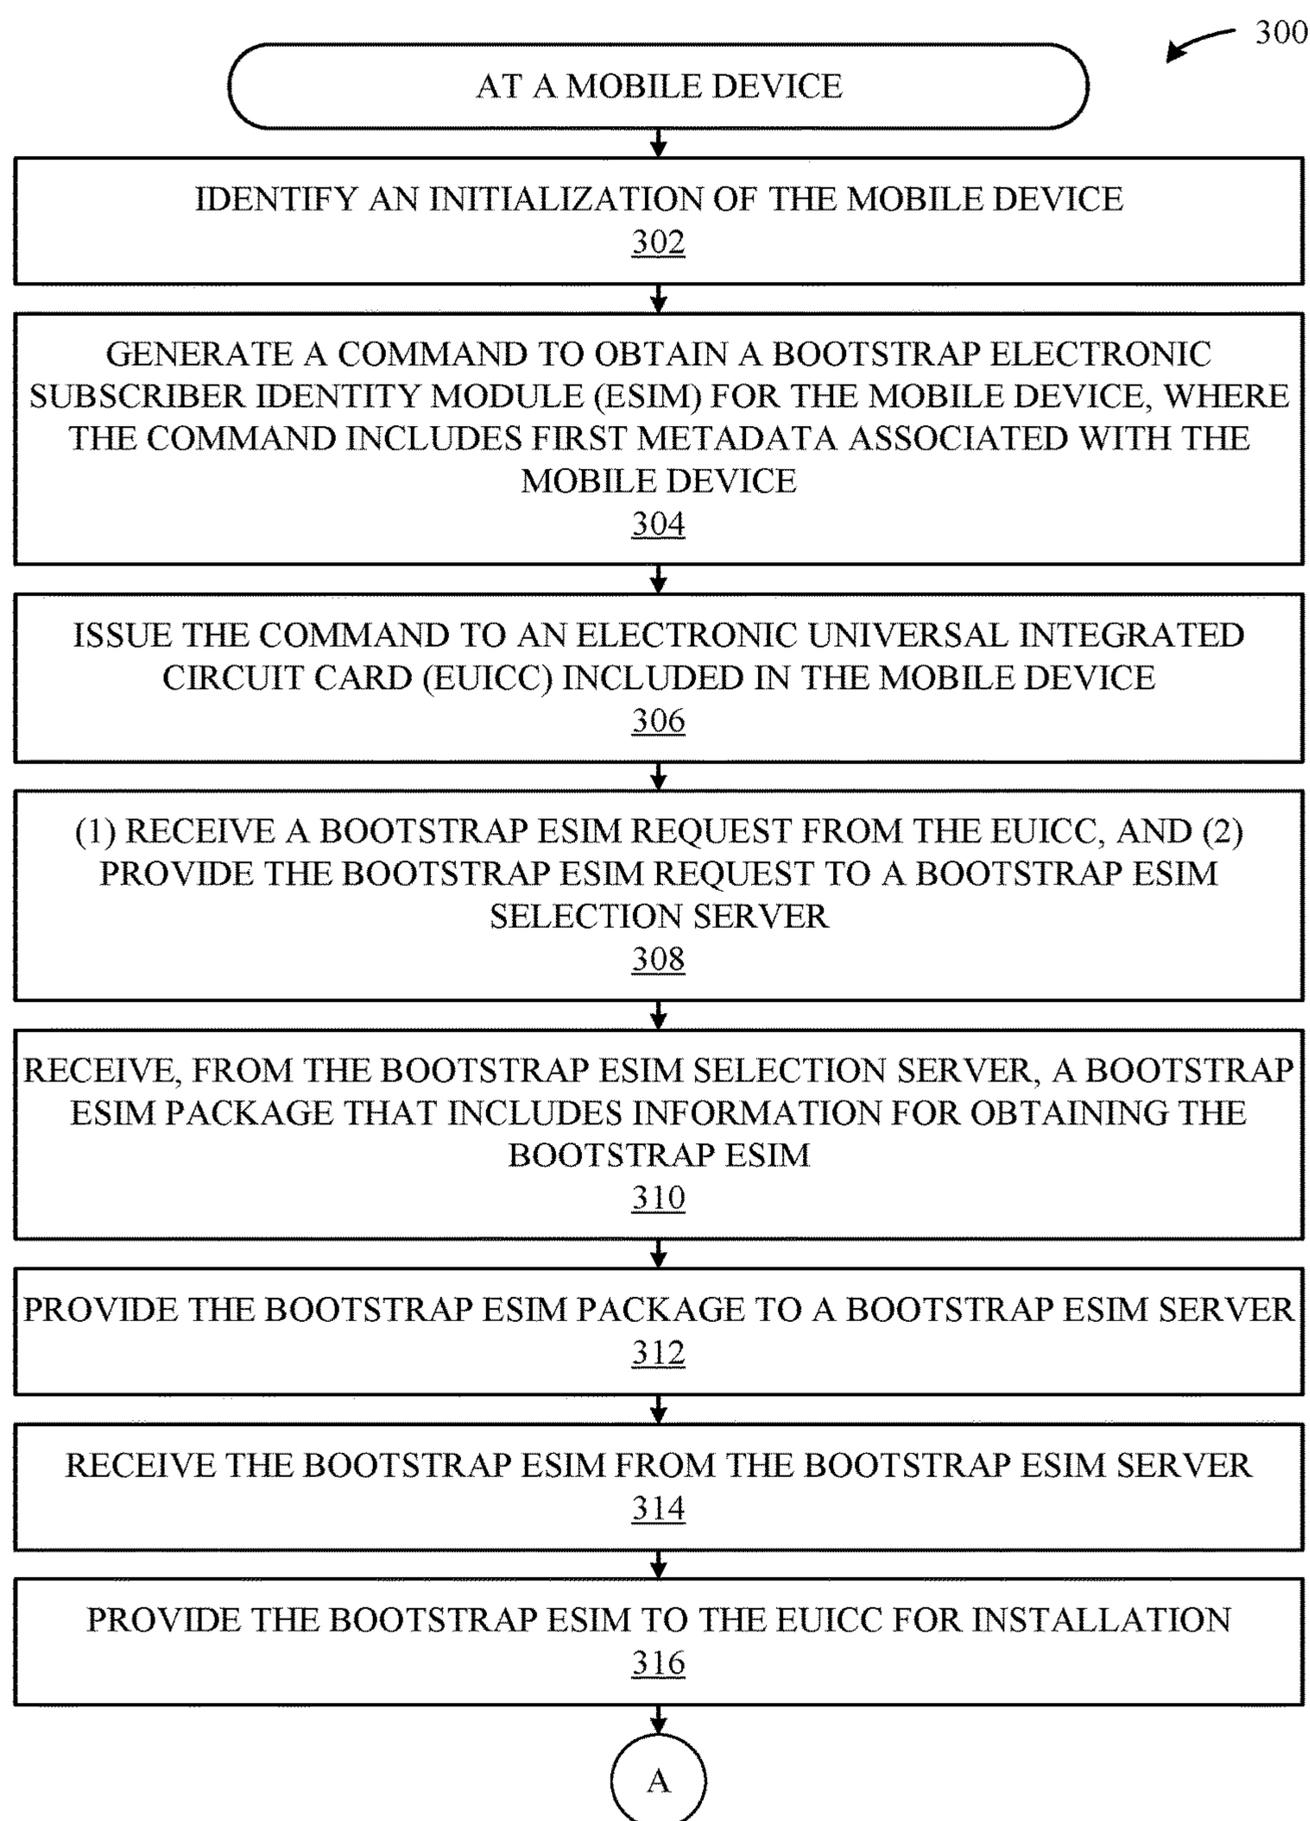 300
AT A MOBILE DEVICE
IDENTIFY AN INITIALIZATION OF THE MOBILE DEVICE
302
GENERATE A COMMAND TO OBTAIN A BOOTSTRAP ELECTRONIC
SUBSCRIBER IDENTITY MODULE (ESIM) FOR THE MOBILE DEVICE, WHERE
THE COMMAND INCLUDES FIRST METADATA ASSOCIATED WITH THE
MOBILE DEVICE
304
ISSUE THE COMMAND TO AN ELECTRONIC UNIVERSAL INTEGRATED
CIRCUIT CARD (EUICC) INCLUDED IN THE MOBILE DEVICE
306
(1) RECEIVE A BOOTSTRAP ESIM REQUEST FROM THE EUICC, AND (2)
PROVIDE THE BOOTSTRAP ESIM REQUEST TO A BOOTSTRAP ESIM
SELECTION SERVER
308
RECEIVE, FROM THE BOOTSTRAP ESIM SELECTION SERVER, A BOOTSTRAP
ESIM PACKAGE THAT INCLUDES INFORMATION FOR OBTAINING THE
BOOTSTRAP ESIM
310
PROVIDE THE BOOTSTRAP ESIM PACKAGE TO A BOOTSTRAP ESIM SERVER
312
RECEIVE THE BOOTSTRAP ESIM FROM THE BOOTSTRAP ESIM SERVER
314
PROVIDE THE BOOTSTRAP ESIM TO THE EUICC FOR INSTALLATION
316
A